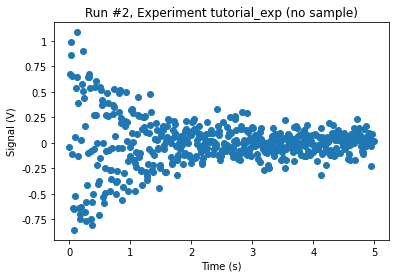 Run #2, Experiment tutorial_exp (no sample)
1
0.75
0.5
0.25
0
-0.25
-0.5
-0.75
Signal (V)
0 1 2 3 4 5
Time (s)